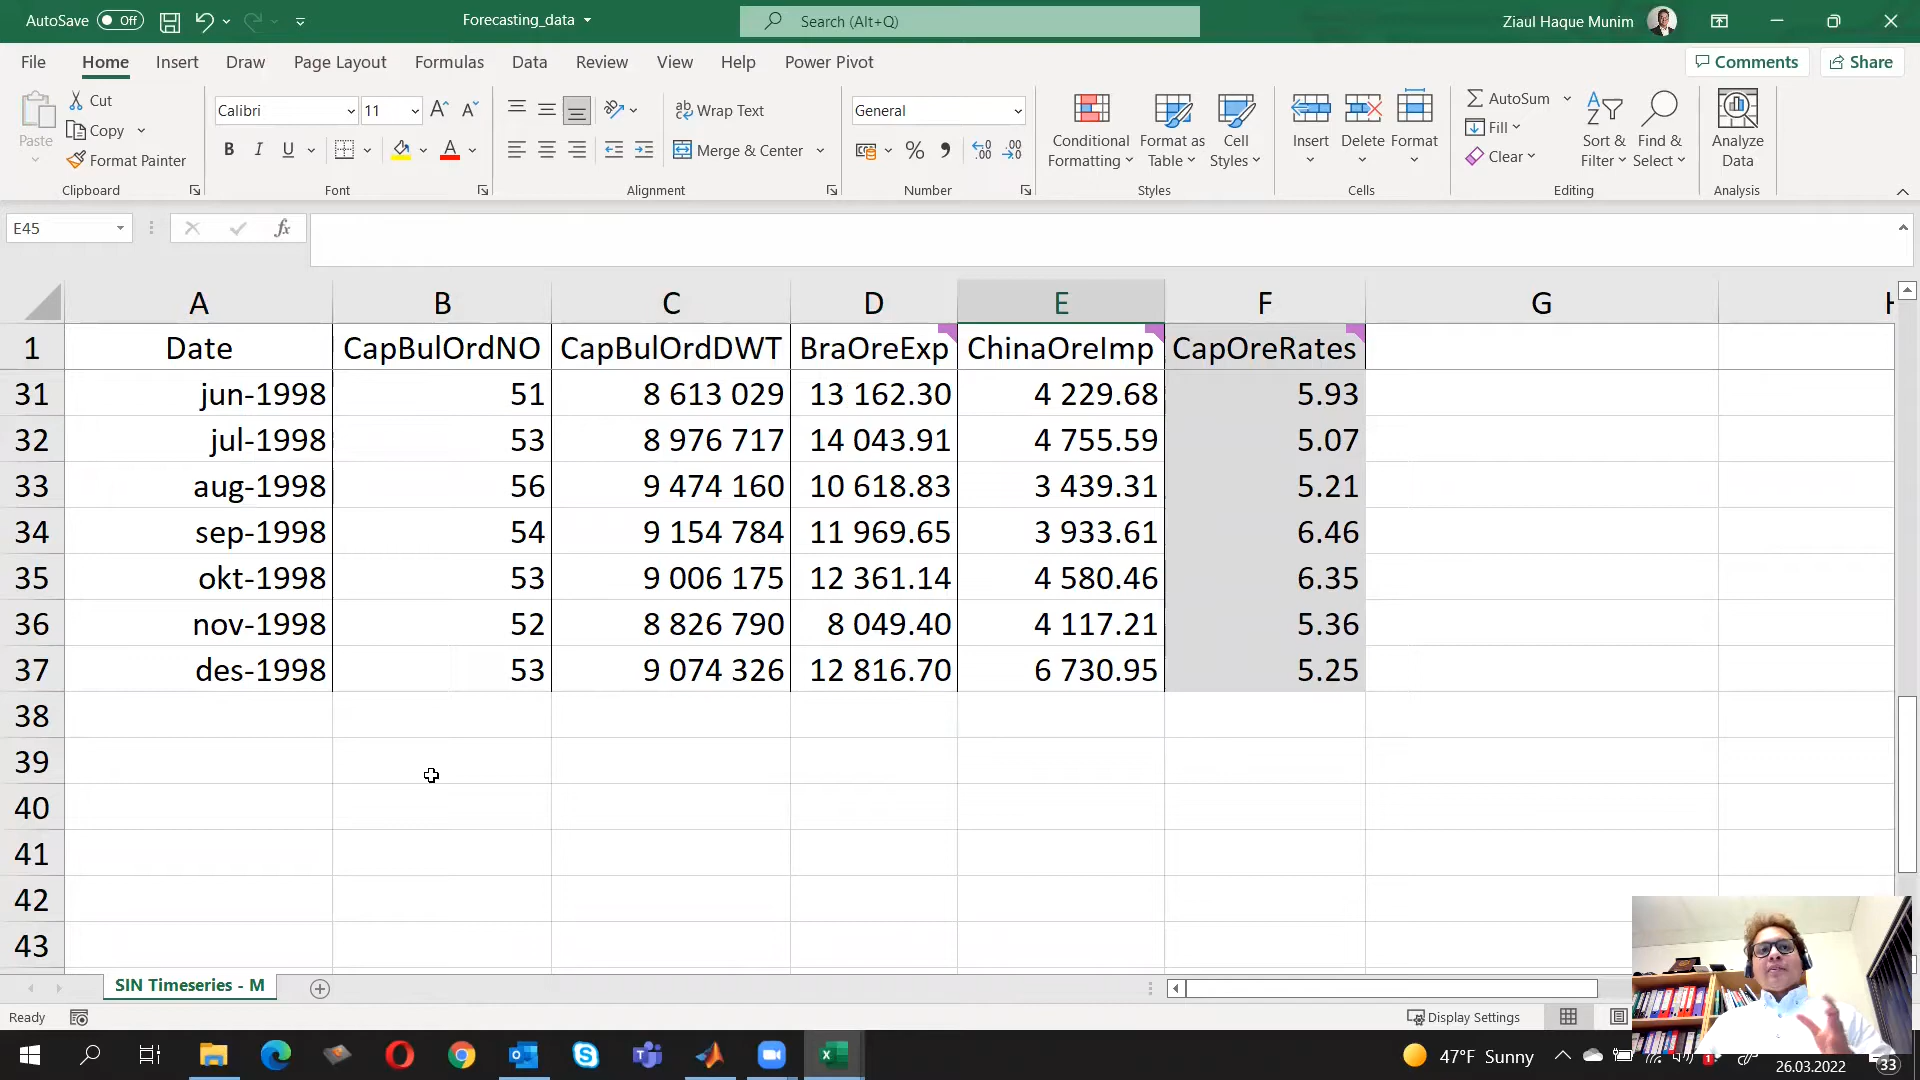 AutoSave Off Forecasting_data Search (Alt+Q) Ziaul Haque Munim
File Home Insert Draw Page Layout Formulas Data Review View Help Power Pivot Comments Share
Paste Cut Copy Format Painter Clipboard
Calibri 11 B I U Font
Wrap Text Merge & Center Alignment
General % Number
Conditional Formatting Format as Table Cell Styles Styles
Insert Delete Format Cells
AutoSum Fill Clear Sort & Filter Find & Select Editing
Analyze Data Analysis
E45 fx
A B C D E F G H
1 Date CapBulOrdNO CapBulOrdDWT BraOreExp ChinaOreImp CapOreRates
31 jun-1998 51 8 613 029 13 162.30 4 229.68 5.93
32 jul-1998 53 8 976 717 14 043.91 4 755.59 5.07
33 aug-1998 56 9 474 160 10 618.83 3 439.31 5.21
34 sep-1998 54 9 154 784 11 969.65 3 933.61 6.46
35 okt-1998 53 9 006 175 12 361.14 4 580.46 6.35
36 nov-1998 52 8 826 790 8 049.40 4 117.21 5.36
37 des-1998 53 9 074 326 12 816.70 6 730.95 5.25
38
39
40
41
42
43
SIN Timeseries - M
Ready Display Settings
47°F Sunny 26.03.2022 33